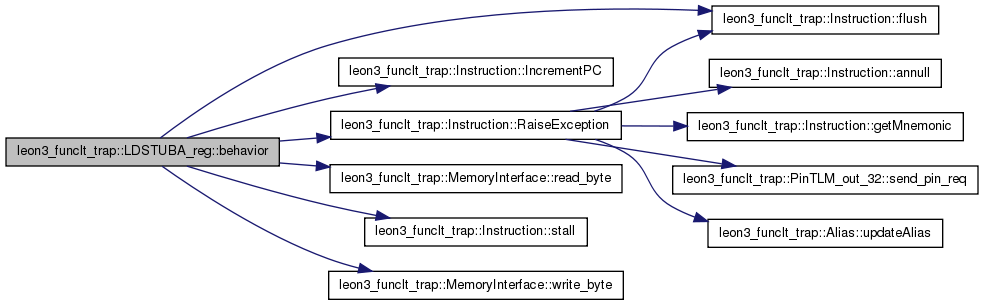 leon3_funclt_trap::Instruction::flush
leon3_funclt_trap::Instruction::IncrementPC
leon3_funclt_trap::Instruction::annull
leon3_funclt_trap::Instruction::RaiseException
leon3_funclt_trap::Instruction::getMnemonic
leon3_funclt_trap::LDSTUBA_reg::behavior
leon3_funclt_trap::MemoryInterface::read_byte
leon3_funclt_trap::PinTLM_out_32::send_pin_req
leon3_funclt_trap::Instruction::stall
leon3_funclt_trap::Alias::updateAlias
leon3_funclt_trap::MemoryInterface::write_byte